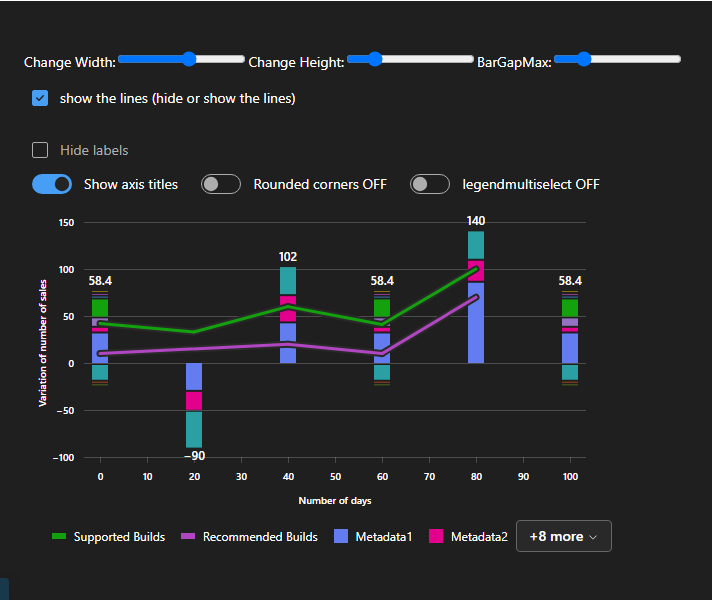 Change Width: Change Height: BarGapMax:
show the lines (hide or show the lines)
Hide labels
Show axis titles Rounded corners OFF legendmultiselect OFF
Variation of number of sales
150
100
50
0
−50
−100
58.4
−90
102
58.4
140
58.4
0 10 20 30 40 50 60 70 80 90 100
Number of days
Supported Builds Recommended Builds Metadata1 Metadata2 +8 more